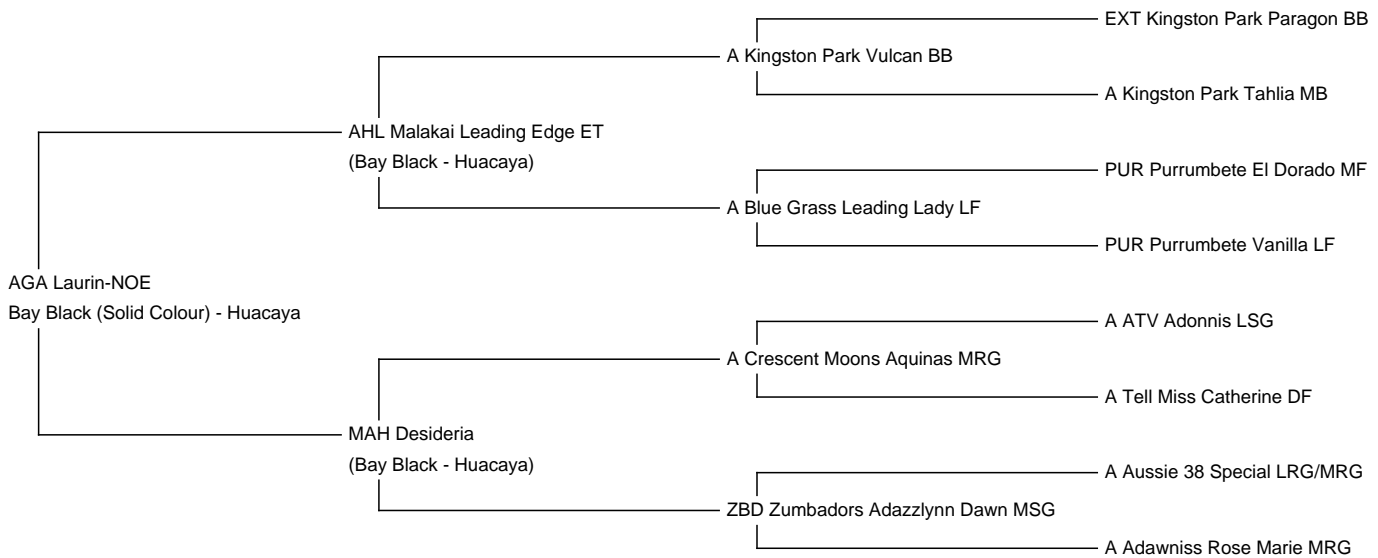 EXT Kingston Park Paragon BB
A Kingston Park Vulcan BB
A Kingston Park Tahlia MB
AHL Malakai Leading Edge ET
(Bay Black - Huacaya)
PUR Purrumbete El Dorado MF
A Blue Grass Leading Lady LF
PUR Purrumbete Vanilla LF
AGA Laurin-NOE
Bay Black (Solid Colour) - Huacaya
A ATV Adonnis LSG
A Crescent Moons Aquinas MRG
A Tell Miss Catherine DF
MAH Desideria
(Bay Black - Huacaya)
A Aussie 38 Special LRG/MRG
ZBD Zumbadors Adazzlynn Dawn MSG
A Adawniss Rose Marie MRG